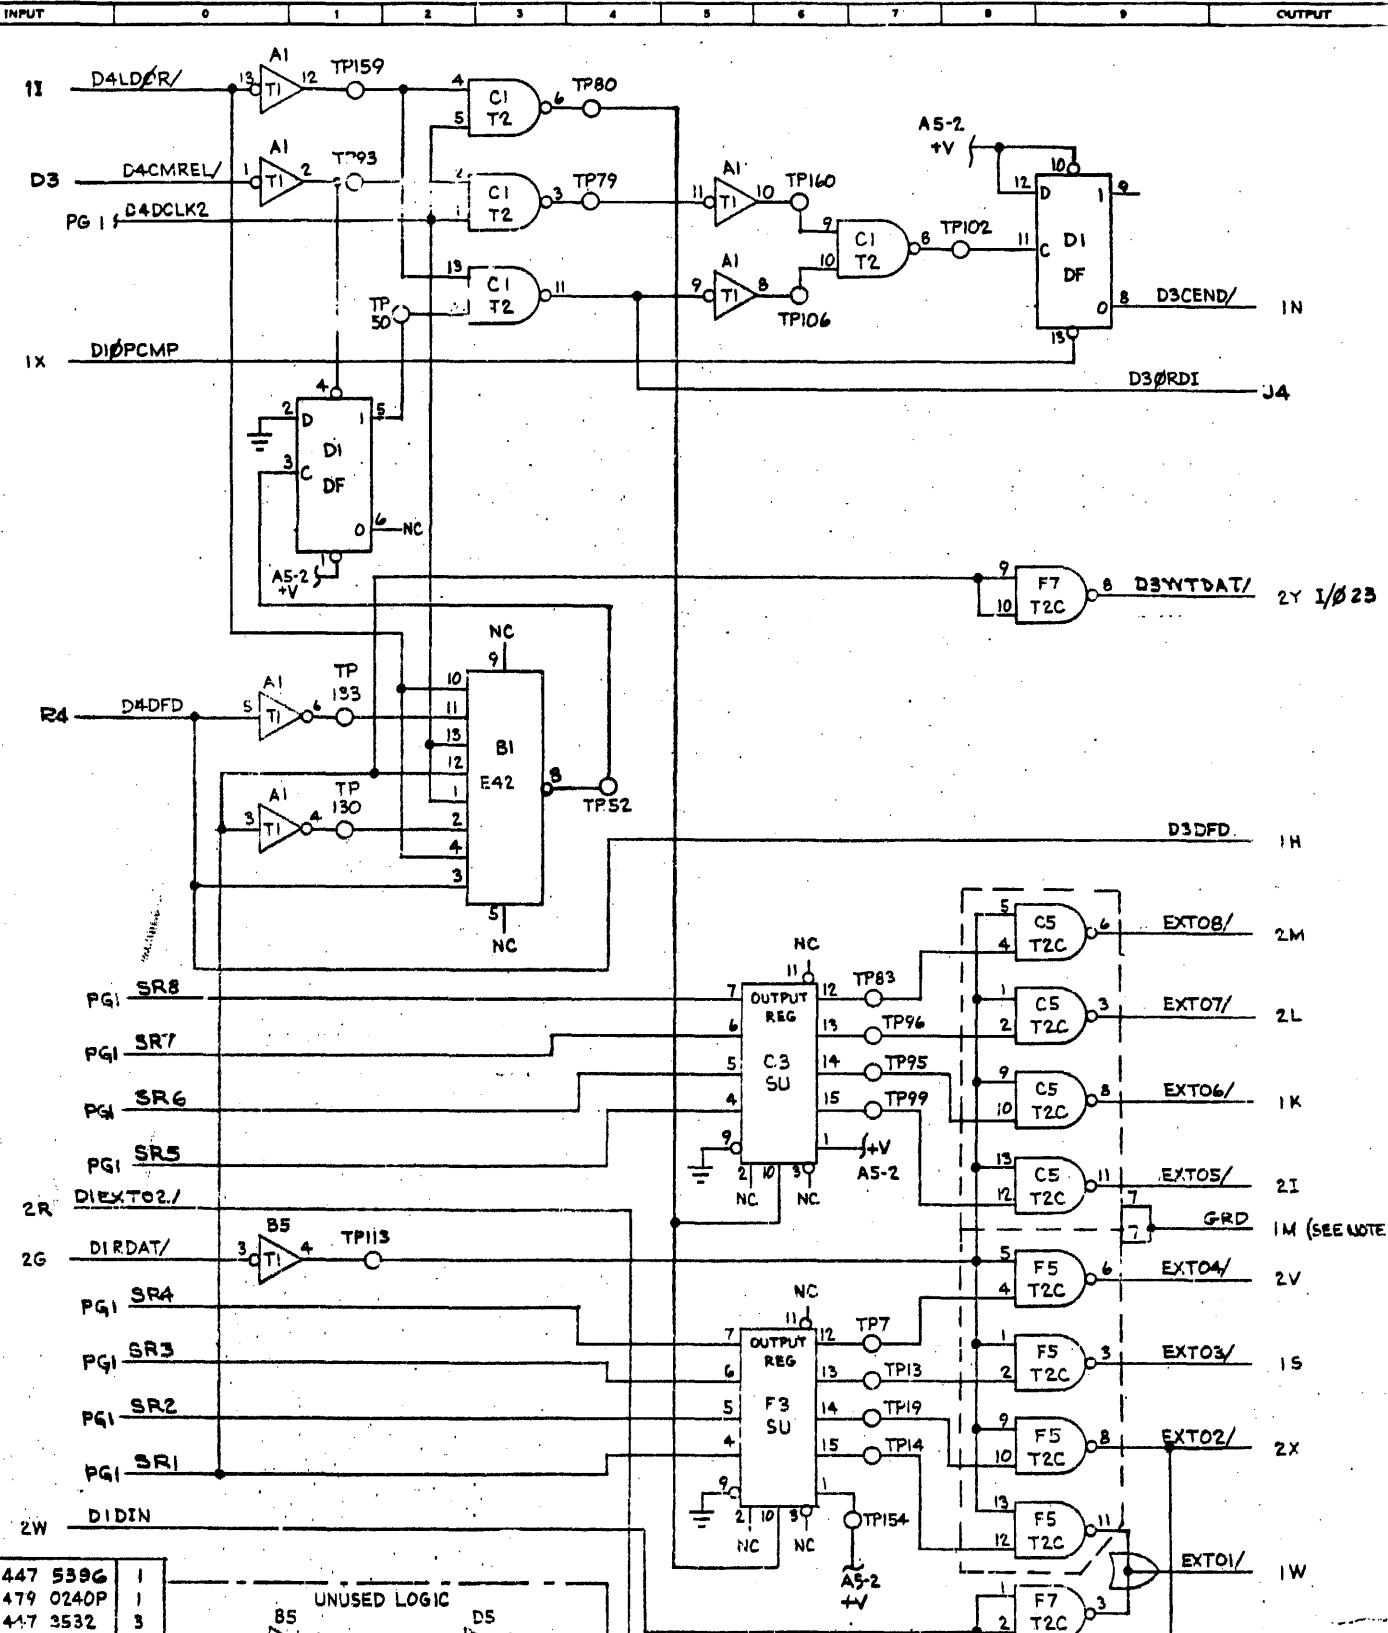 INPUT 0 1 2 3 4 5 6 7 8 9 OUTPUT
1I D4LDØR/ 13 A1 T1 12 TP159 4 5 C1 T2 6 TP80
D3 D4CMREL/ 1 A1 T1 2 2 1 C1 T2 3 TP79 11 A1 T1 10 TP160
PG 1 D4DCLK2
A5-2 +V
10 12 D 1 9 11 C D1 DF 0 8 13
9 10 C1 T2 8 TP102
13 C1 T2 11 9 A1 T1 8 TP106
TP 50
D3CEND/ 1N
1X D1ØPCMP
D3ØRDI J4
4 2 D 1 5 D1 3 C DF 0 6 NC 1
A5-2 +V
9 10 F7 T2C 8 D3WTDAT/ 2Y I/Ø 23
NC
9
R4 D4DFD 5 A1 T1 6 TP 133
10 11 13 12 1 2 4 3 B1 E42 8 TP52
3 A1 T1 4 TP 130
5
NC
D3DFD 1H
5 4 C5 T2C 6 EXTO8/ 2M
PG1 SR8
NC
11
7 OUTPUT REG 12 TP83
1 2 C5 T2C 3 EXTO7/ 2L
PG1 SR7 6 13 TP96
C3 SU
5 14 TP95
9 10 C5 T2C 8 EXTO6/ 1K
PG1 SR6 4 15 TP99
9 1 +V A5-2
2 10 3
NC NC
PG1 SR5
13 12 C5 T2C 11 EXTO5/ 2I
2R D1EXTO2/
7 7 GRD 1M (SEE NOTE
2G D1RDAT/ 3 B5 T1 4 TP113
5 4 F5 T2C 6 EXTO4/ 2V
PG1 SR4
NC
11
7 OUTPUT REG 12 TP7
PG1 SR3 6 13 TP13
1 2 F5 T2C 3 EXTO3/ 1S
F3 SU
PG1 SR2 5 14 TP19
9 10 F5 T2C 8 EXTO2/ 2X
4 15 TP14
PG1 SR1
9 1 TP154
2 10 3
NC NC
A5-2 +V
13 12 F5 T2C 11
2W D1DIN
EXTO1/ 1W
1 2 F7 T2C 3
447 5396 1
479 0240P 1
447 3532 3
UNUSED LOGIC
B5 D5